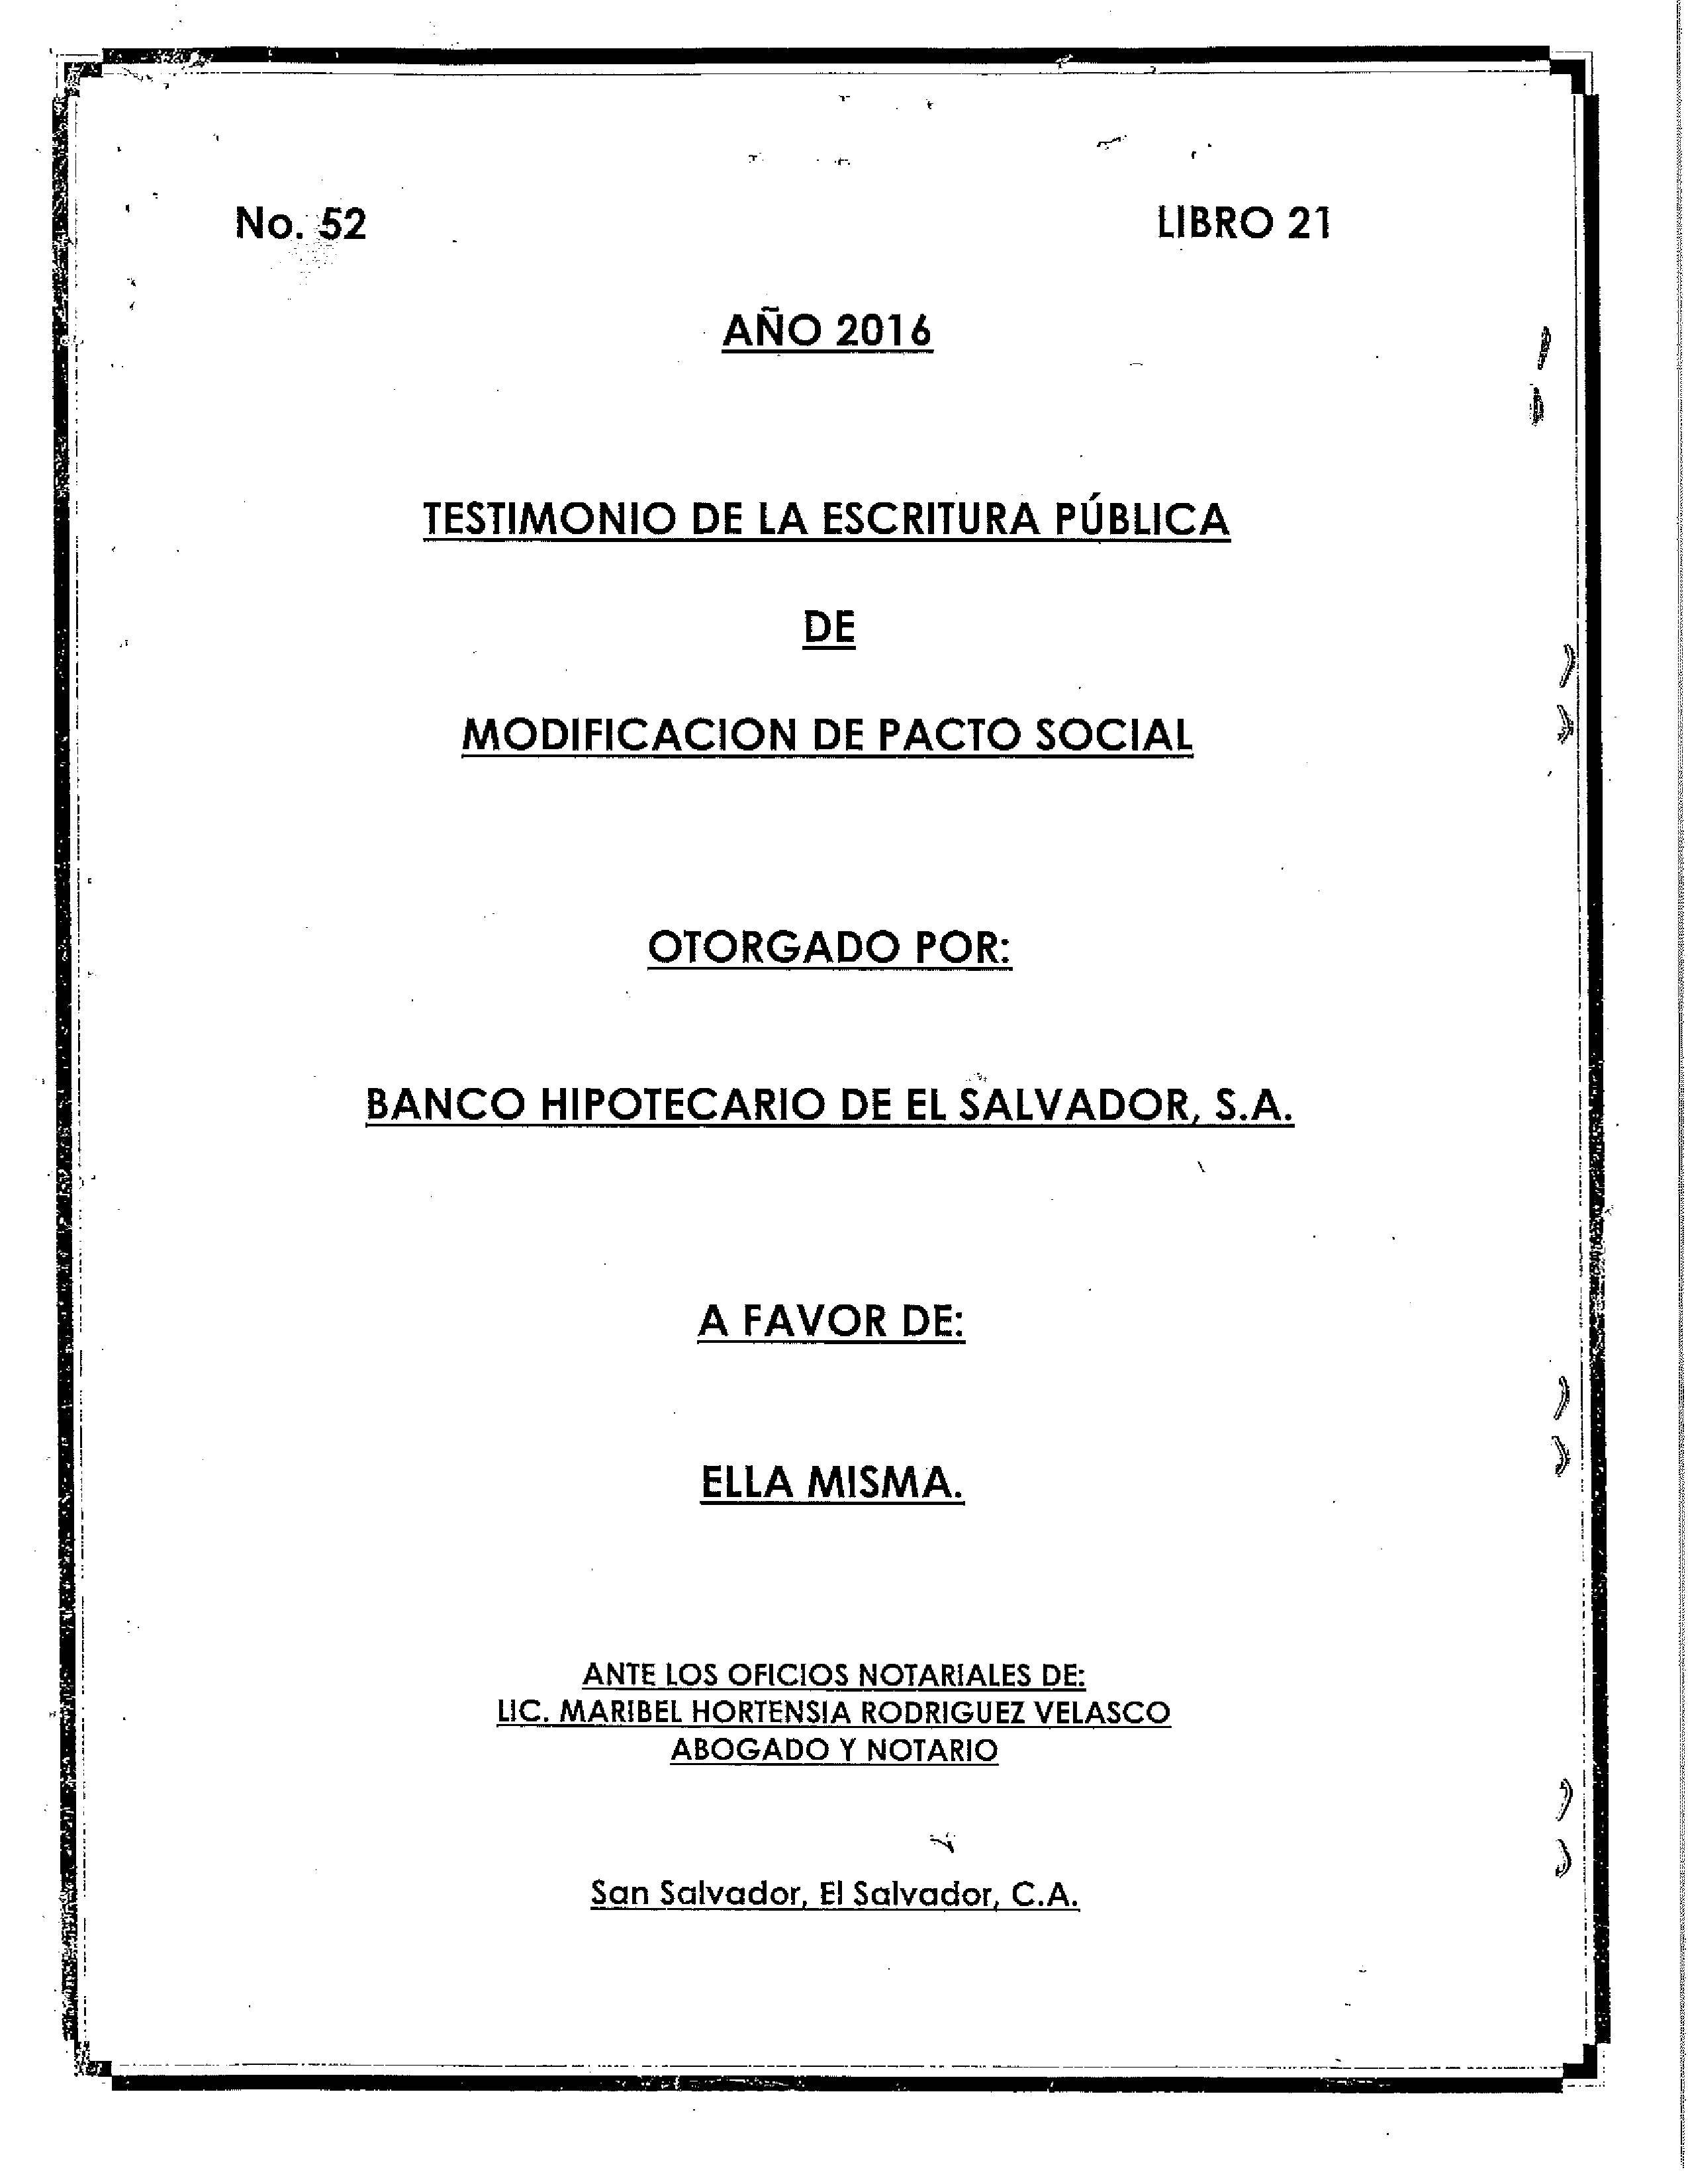 No. 52 LIBRO 21
AÑO 2016
TESTIMONIO DE LA ESCRITURA PÚBLICA
DE
MODIFICACION DE PACTO SOCIAL
OTORGADO POR:
BANCO HIPOTECARIO DE EL SALVADOR, S.A.
A FAVOR DE:
ELLA MISMA.
ANTE LOS OFICIOS NOTARIALES DE:
LIC. MARIBEL HORTENSIA RODRIGUEZ VELASCO
ABOGADO Y NOTARIO
San Salvador, El Salvador, C.A.